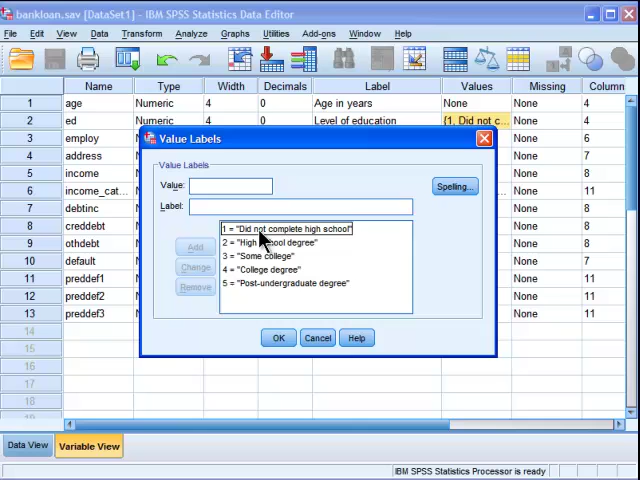 bankloan.sav [DataSet1] - IBM SPSS Statistics Data Editor
File Edit View Data Transform Analyze Graphs Utilities Add-ons Window Help
Name Type Width Decimals Label Values Missing Column
1 age Numeric 4 0 Age in years None None 4
2 ed Numeric 4 0 Level of education {1, Did not c... None 4
3 employ None 6
4 address None 7
5 income None 8
6 income_cat... None 11
7 debtinc None 8
8 creddebt None 8
9 othdebt None 8
10 default None 7
11 preddef1 None 11
12 preddef2 None 11
13 preddef3 None 11
14
15
16
17
18
Value Labels
Value Labels
Value:
Spelling...
Label:
1 = "Did not complete high school"
2 = "High school degree"
3 = "Some college"
4 = "College degree"
5 = "Post-undergraduate degree"
Add
Change
Remove
OK Cancel Help
Data View Variable View
IBM SPSS Statistics Processor is ready